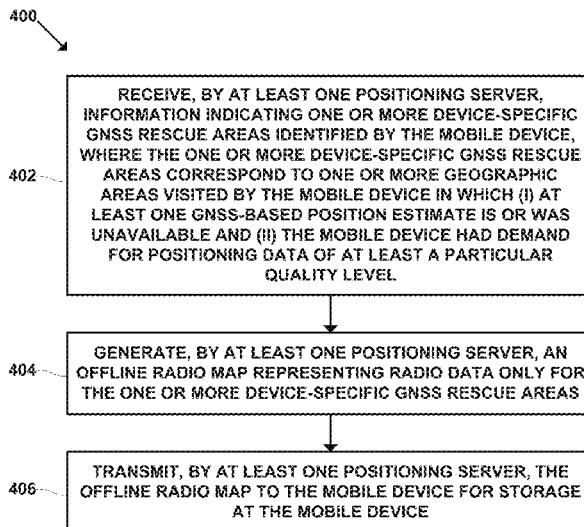 400
RECEIVE, BY AT LEAST ONE POSITIONING SERVER,
INFORMATION INDICATING ONE OR MORE DEVICE-SPECIFIC
GNSS RESCUE AREAS IDENTIFIED BY THE MOBILE DEVICE,
WHERE THE ONE OR MORE DEVICE-SPECIFIC GNSS RESCUE
AREAS CORRESPOND TO ONE OR MORE GEOGRAPHIC
402
AREAS VISITED BY THE MOBILE DEVICE IN WHICH (I) AT
LEAST ONE GNSS-BASED POSITION ESTIMATE IS OR WAS
UNAVAILABLE AND (II) THE MOBILE DEVICE HAD DEMAND
FOR POSITIONING DATA OF AT LEAST A PARTICULAR
QUALITY LEVEL
404
GENERATE, BY AT LEAST ONE POSITIONING SERVER, AN
OFFLINE RADIO MAP REPRESENTING RADIO DATA ONLY FOR
THE ONE OR MORE DEVICE-SPECIFIC GNSS RESCUE AREAS
406
TRANSMIT, BY AT LEAST ONE POSITIONING SERVER, THE
OFFLINE RADIO MAP TO THE MOBILE DEVICE FOR STORAGE
AT THE MOBILE DEVICE